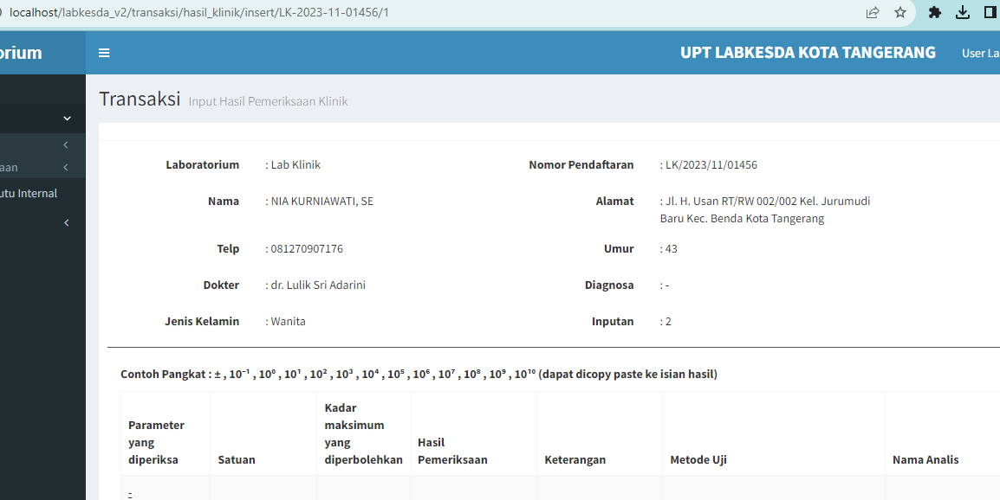 localhost/labkesda_v2/transaksi/hasil_klinik/insert/LK-2023-11-01456/1
orium
UPT LABKESDA KOTA TANGERANG
User La
Transaksi Input Hasil Pemeriksaan Klinik
aan
utu Internal
Laboratorium : Lab Klinik Nomor Pendaftaran : LK/2023/11/01456
Nama : NIA KURNIAWATI, SE Alamat : Jl. H. Usan RT/RW 002/002 Kel. Jurumudi
Baru Kec. Benda Kota Tangerang
Telp : 081270907176 Umur : 43
Dokter : dr. Lulik Sri Adarini Diagnosa : -
Jenis Kelamin : Wanita Inputan : 2
Contoh Pangkat : ± , 10⁻¹ , 10⁰ , 10¹ , 10² , 10³ , 10⁴ , 10⁵ , 10⁶ , 10⁷ , 10⁸ , 10⁹ , 10¹⁰ (dapat dicopy paste ke isian hasil)
Parameter
yang
diperiksa
Satuan
Kadar
maksimum
yang
diperbolehkan
Hasil
Pemeriksaan
Keterangan
Metode Uji
Nama Analis
-